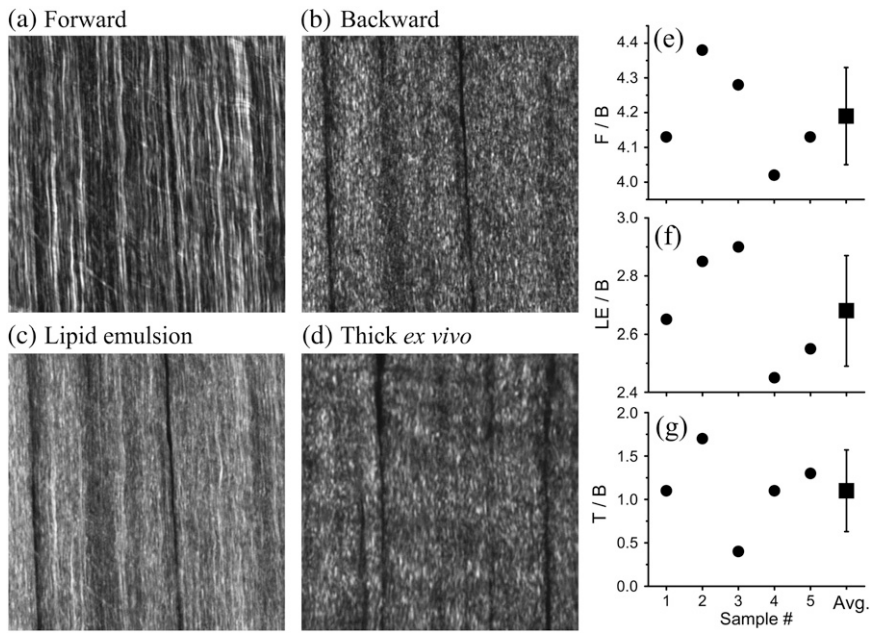 (a) Forward
(b) Backward
(c) Lipid emulsion
(d) Thick ex vivo
(e)
F / B
4.4
4.3
4.2
4.1
4.0
(f)
LE / B
3.0
2.8
2.6
2.4
(g)
T / B
2.0
1.5
1.0
0.5
0.0
1 2 3 4 5 Avg.
Sample #